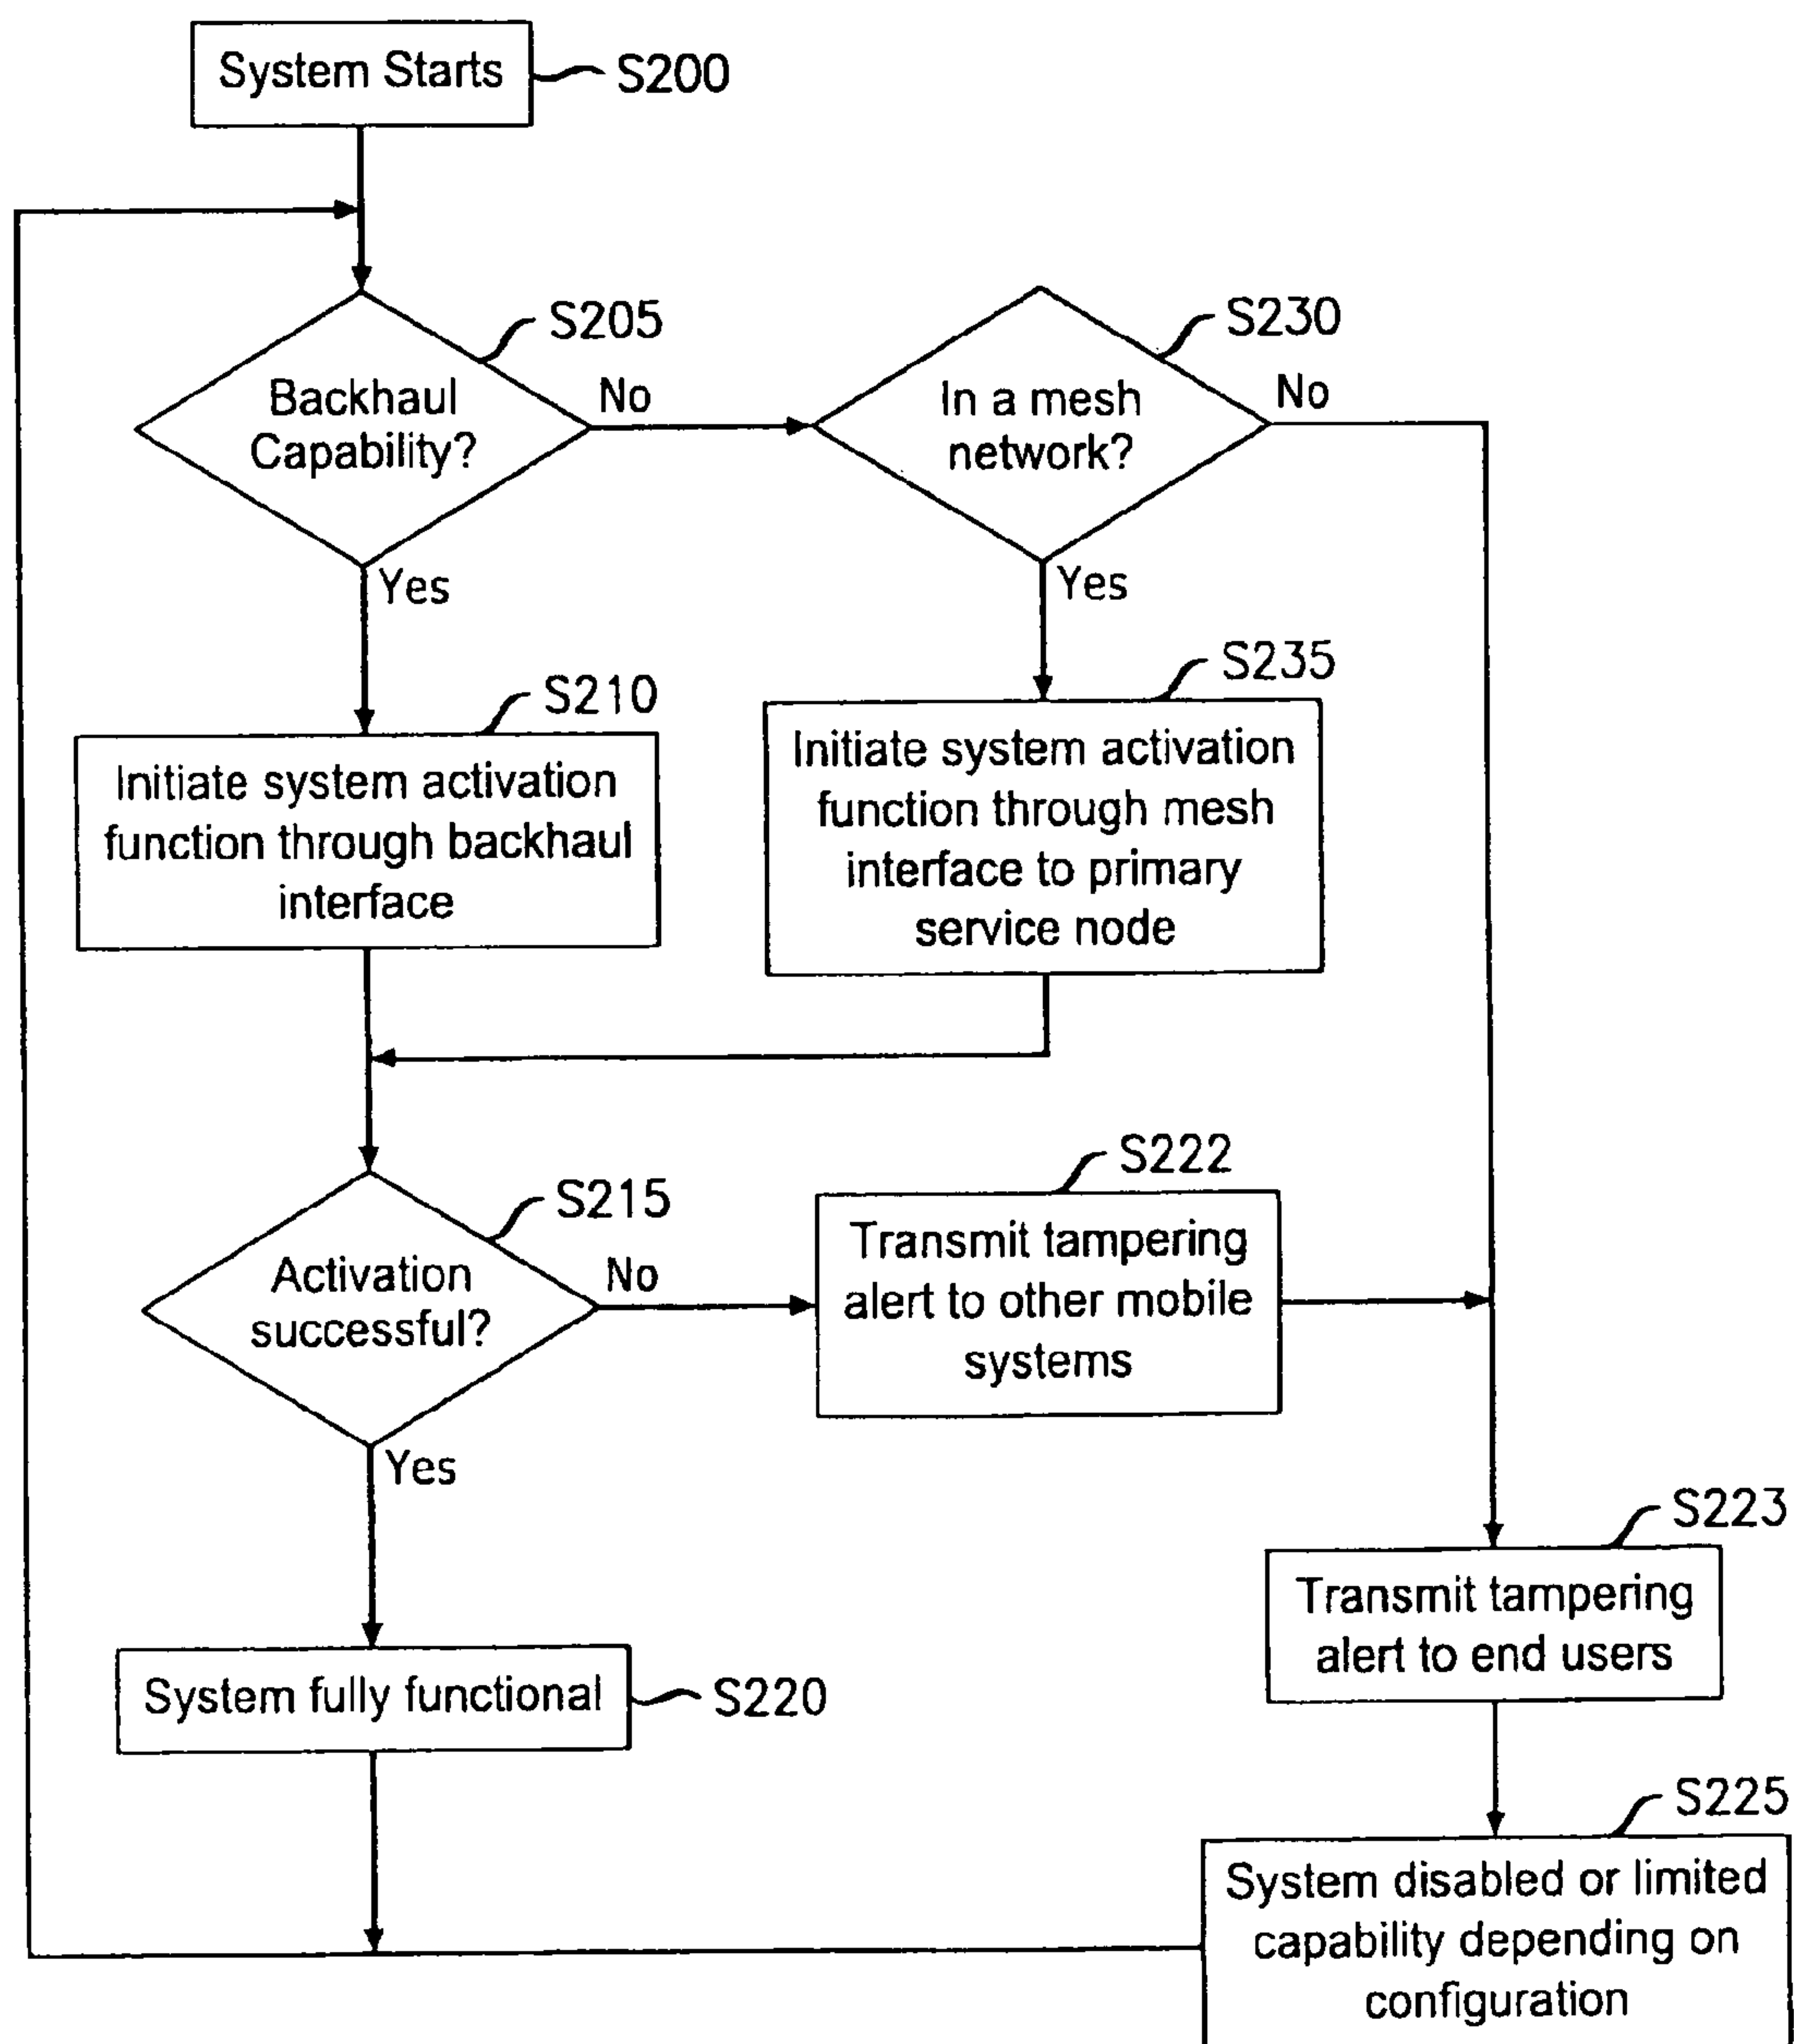 System Starts
S200
S205
Backhaul
Capability?
No
Yes
S230
In a mesh
network?
No
Yes
S210
Initiate system activation
function through backhaul
interface
S235
Initiate system activation
function through mesh
interface to primary
service node
S215
Activation
successful?
No
Yes
S222
Transmit tampering
alert to other mobile
systems
S223
Transmit tampering
alert to end users
System fully functional
S220
S225
System disabled or limited
capability depending on
configuration